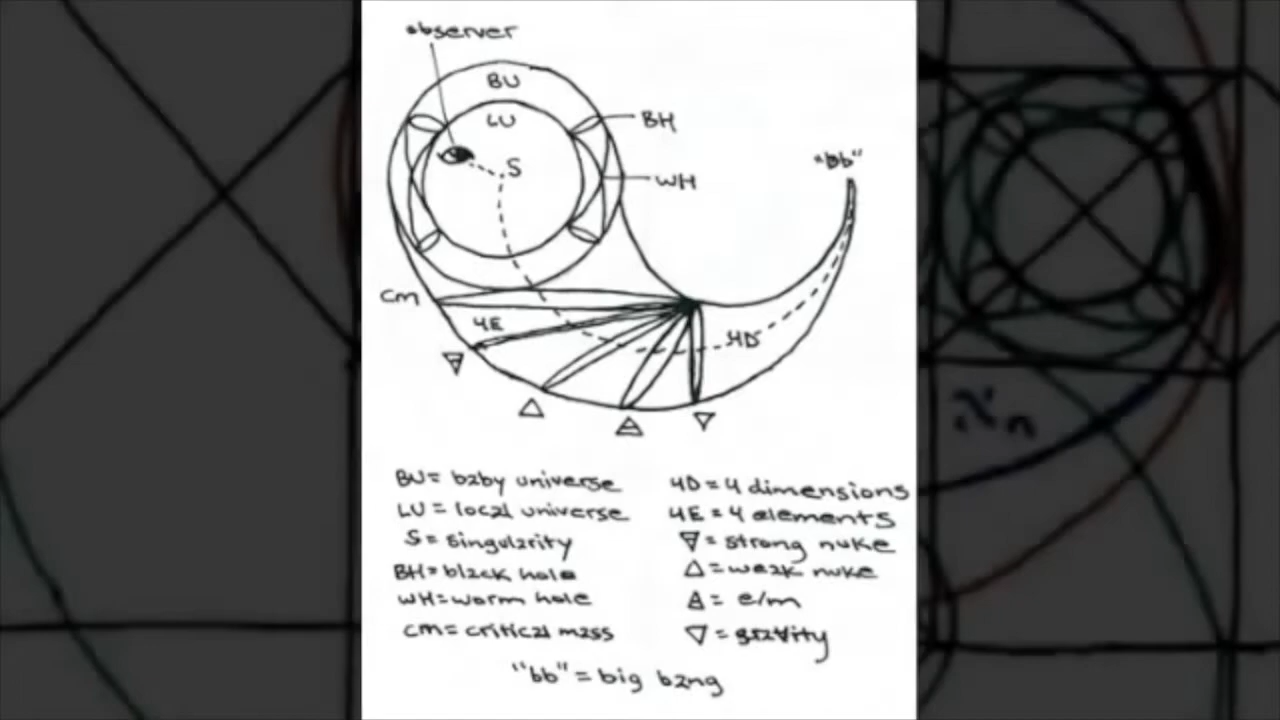 observer
BU
LU
BH
S
WH
"bb"
CM
4E
4D
BU= baby universe
LU= local universe
S= singularity
BH= black hole
WH= worm hole
CM= critical mass
4D = 4 dimensions
4E = 4 elements
= strong nuke
= weak nuke
= e/m
= gravity
"bb" = big bang